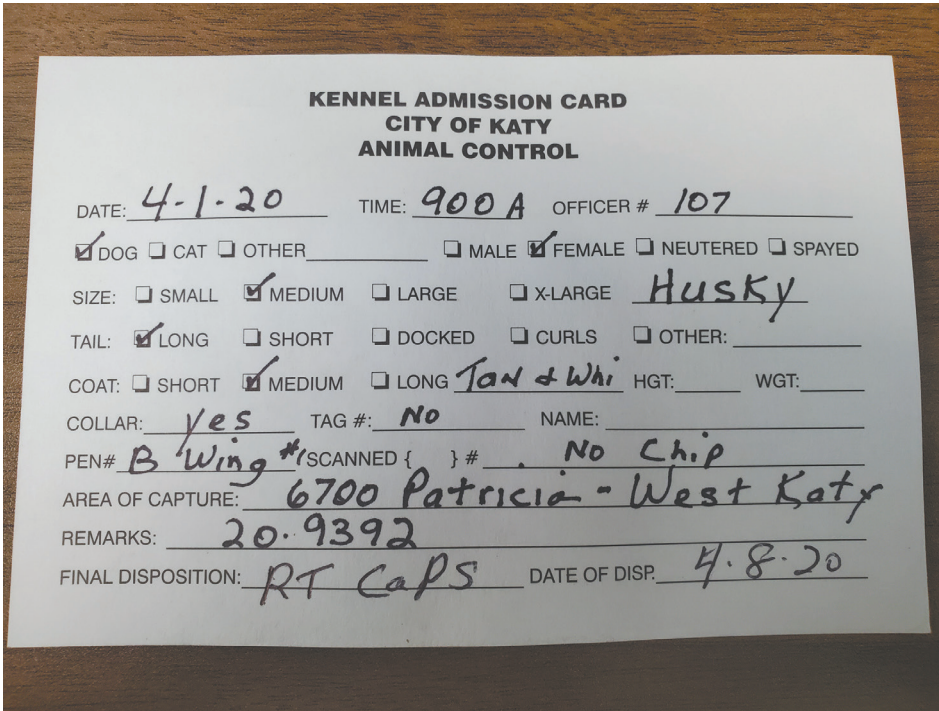 KENNEL ADMISSION CARD
CITY OF KATY
ANIMAL CONTROL
DATE: 4-1-20 TIME: 900 A OFFICER # 107
DOG CAT OTHER MALE FEMALE NEUTERED SPAYED
SIZE: SMALL MEDIUM LARGE X-LARGE Husky
TAIL: LONG SHORT DOCKED CURLS OTHER:
COAT: SHORT MEDIUM LONG Tan & Whi HGT: WGT:
COLLAR: yes TAG #: No NAME:
PEN# B Wing #1 SCANNED { } # No Chip
AREA OF CAPTURE: 6700 Patricia - West Katy
REMARKS: 20-9392
FINAL DISPOSITION: RT CaPS DATE OF DISP. 4-8-20